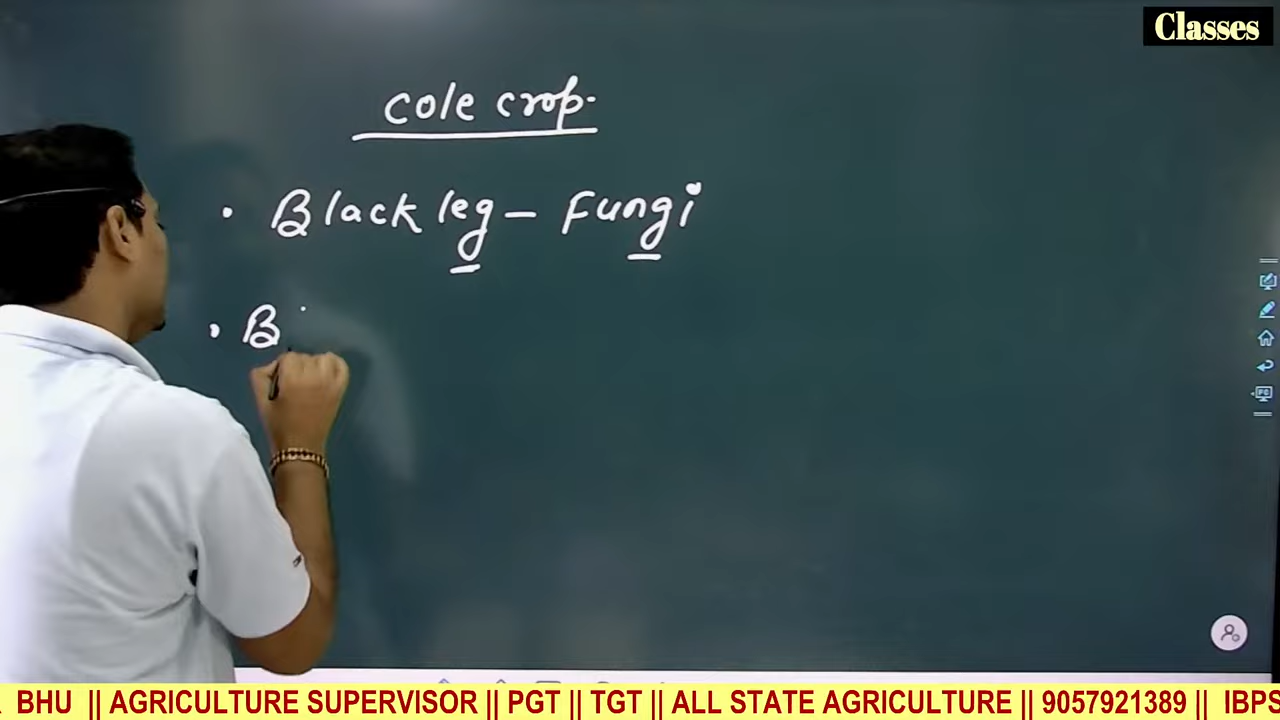 Classes
Cole crop.
• Black leg – Fungi
• B
BHU || AGRICULTURE SUPERVISOR || PGT || TGT || ALL STATE AGRICULTURE || 9057921389 || IBPS